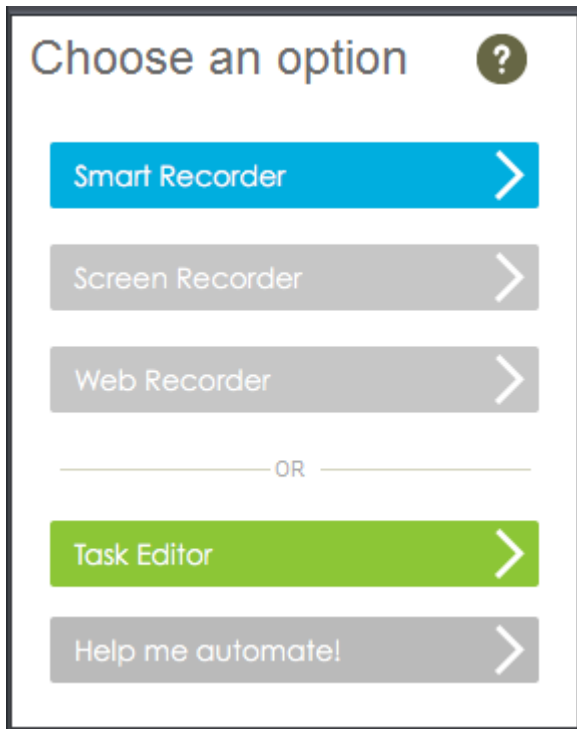 Choose an option ?
Smart Recorder
Screen Recorder
Web Recorder
OR
Task Editor
Help me automate!